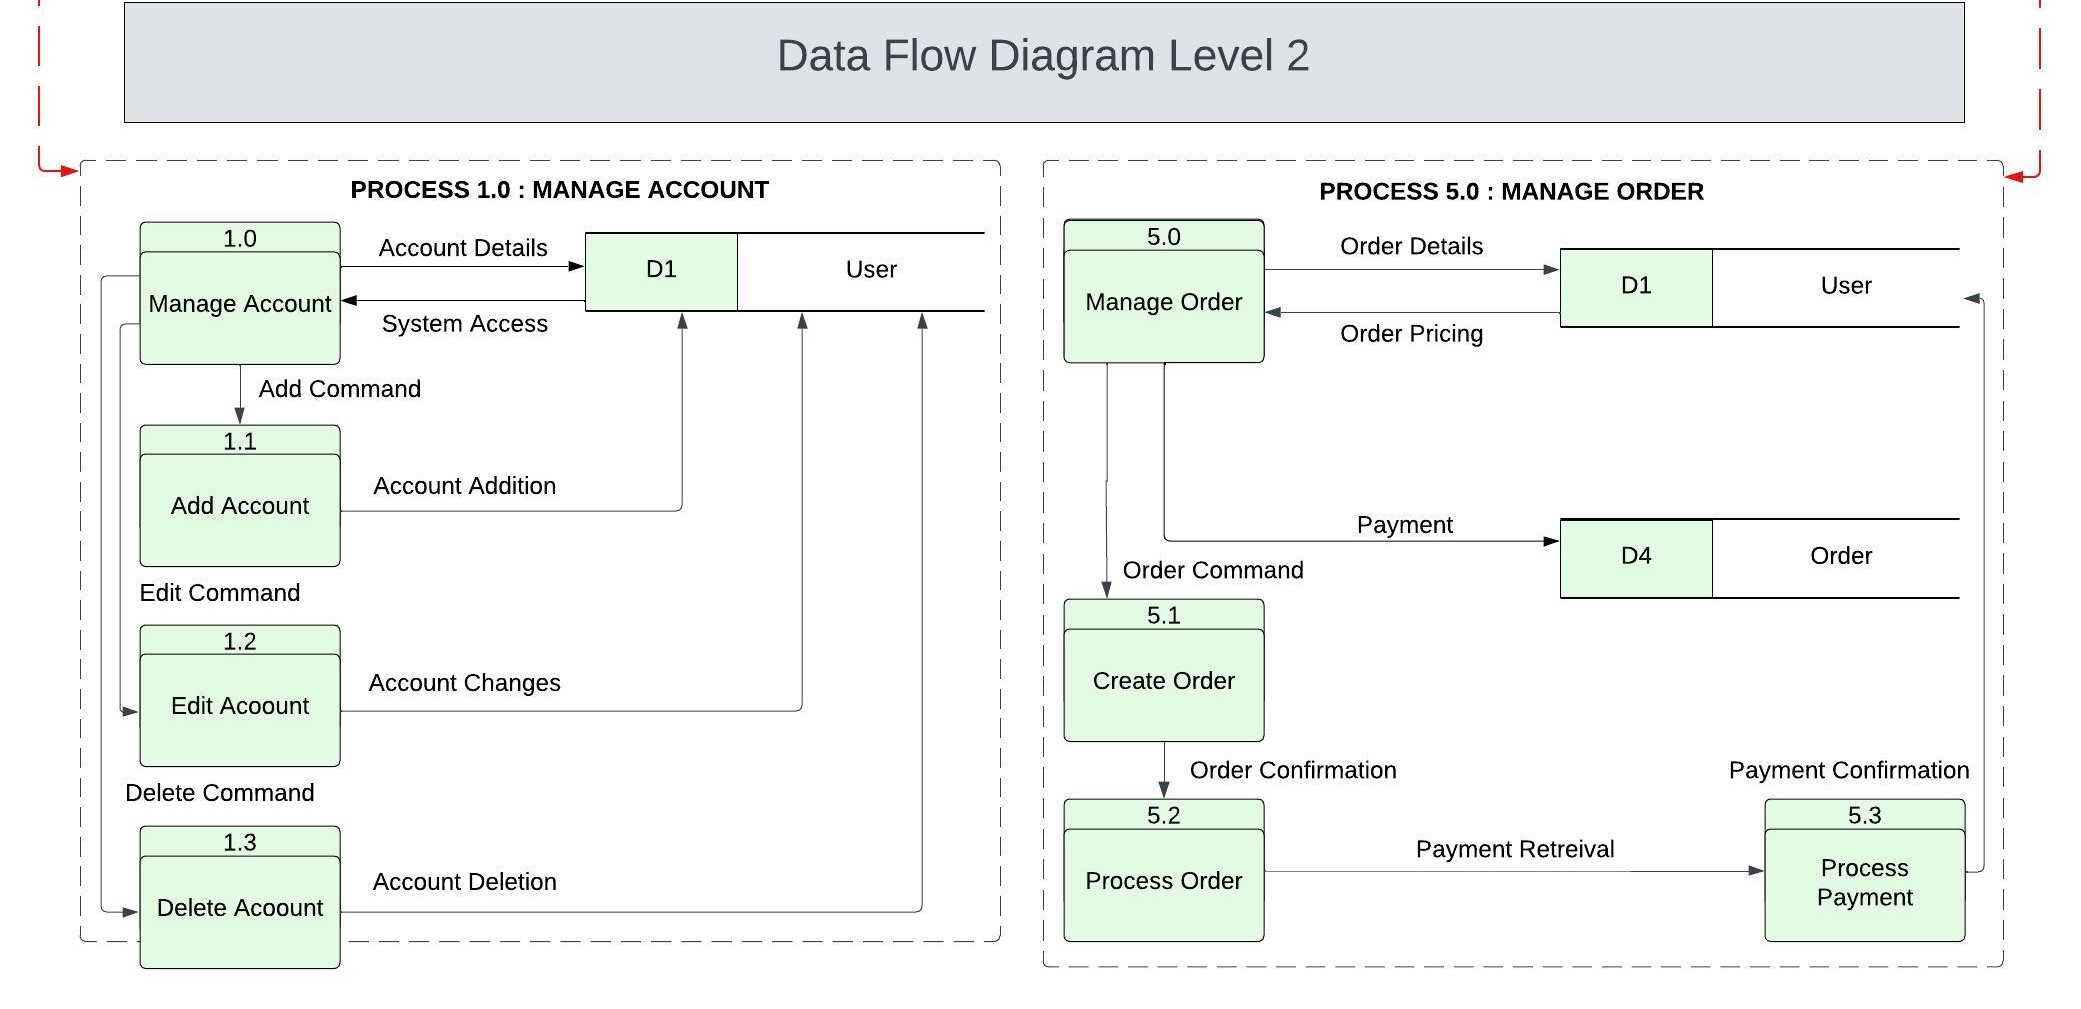 Data Flow Diagram Level 2
PROCESS 1.0 : MANAGE ACCOUNT
1.0
Manage Account
Account Details
System Access
D1
User
Add Command
1.1
Add Account
Account Addition
Edit Command
1.2
Edit Acoount
Account Changes
Delete Command
1.3
Delete Acount
Account Deletion
PROCESS 5.0 : MANAGE ORDER
5.0
Manage Order
Order Details
Order Pricing
D1
User
Payment
D4
Order
Order Command
5.1
Create Order
Order Confirmation
Payment Confirmation
5.2
Process Order
Payment Retreival
5.3
Process
Payment